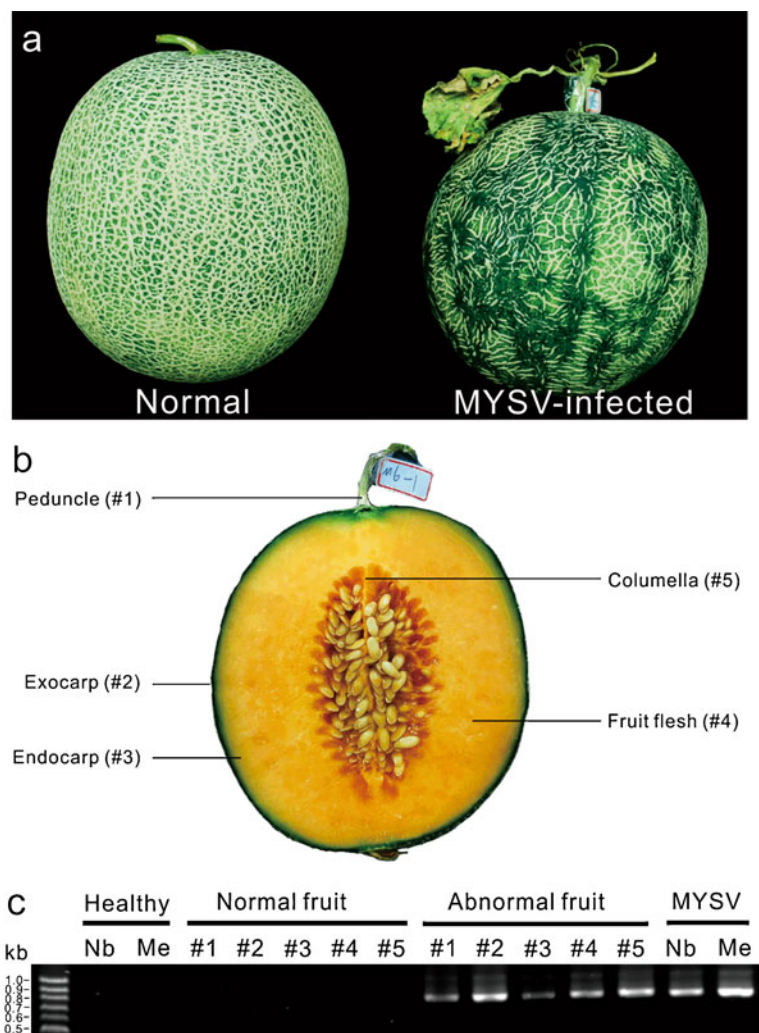 a
Normal
MYSV-infected
b
Peduncle (#1)
Columella (#5)
Exocarp (#2)
Fruit flesh (#4)
Endocarp (#3)
c
Healthy Normal fruit Abnormal fruit MYSV
kb Nb Me #1 #2 #3 #4 #5 #1 #2 #3 #4 #5 Nb Me
1.0
0.9
0.8
0.7
0.6
0.5